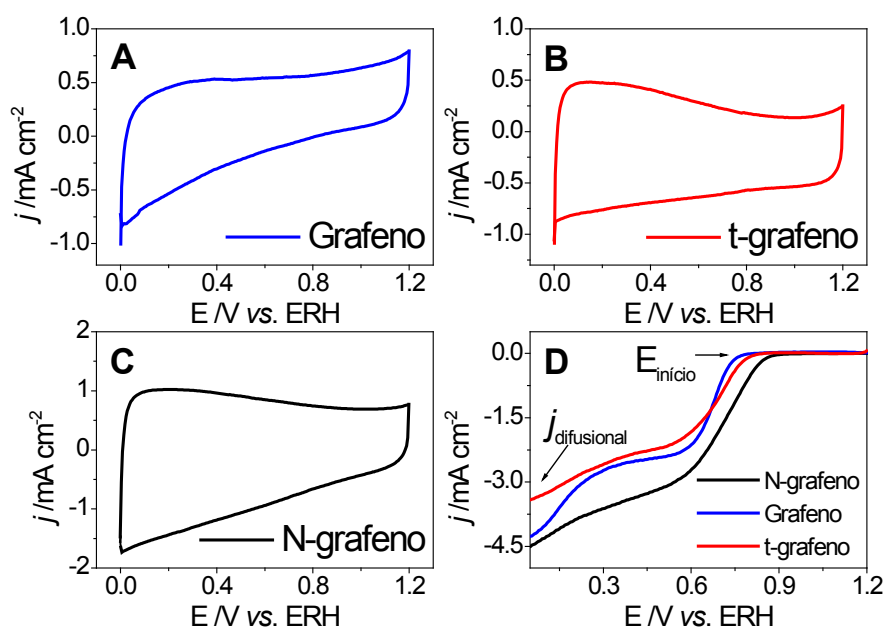 A
j /mA cm-2
1.0
0.5
0.0
-0.5
-1.0
Grafeno
0.0 0.4 0.8 1.2
E /V vs. ERH
B
j /mA cm-2
1.0
0.5
0.0
-0.5
-1.0
t-grafeno
0.0 0.4 0.8 1.2
E /V vs. ERH
C
j /mA cm-2
2
1
0
-1
-2
N-grafeno
0.0 0.4 0.8 1.2
E /V vs. ERH
D
j /mA cm-2
0.0
-1.5
-3.0
-4.5
Einício
jdifusional
N-grafeno
Grafeno
t-grafeno
0.3 0.6 0.9 1.2
E /V vs. ERH